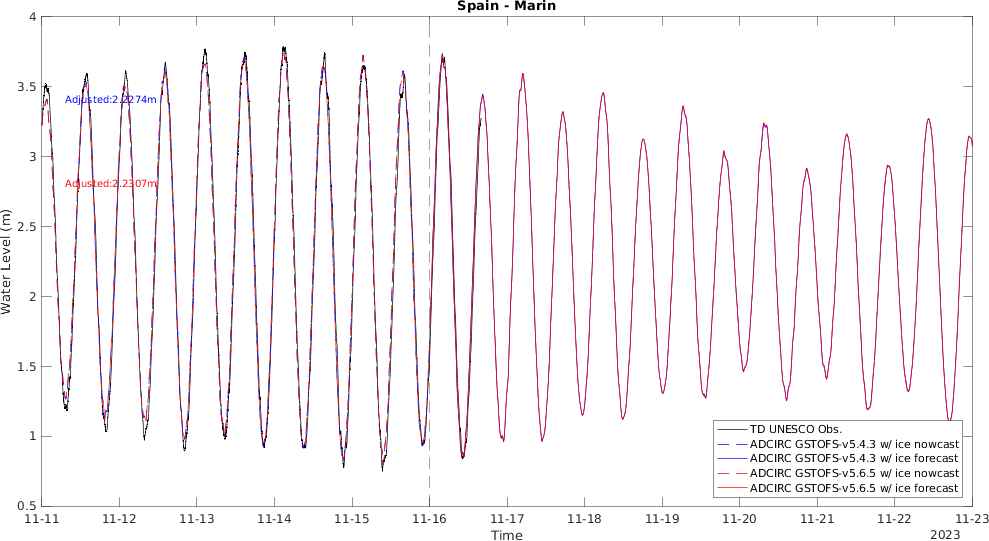 Spain - Marin
4
3.5
3
2.5
2
1.5
1
0.5
Water Level (m)
Adjusted:2.2274m
Adjusted:2.2307m
TD UNESCO Obs.
ADCIRC GSTOFS-v5.4.3 w/ ice nowcast
ADCIRC GSTOFS-v5.4.3 w/ ice forecast
ADCIRC GSTOFS-v5.6.5 w/ ice nowcast
ADCIRC GSTOFS-v5.6.5 w/ ice forecast
11-11 11-12 11-13 11-14 11-15 11-16 11-17 11-18 11-19 11-20 11-21 11-22 11-23
Time
2023